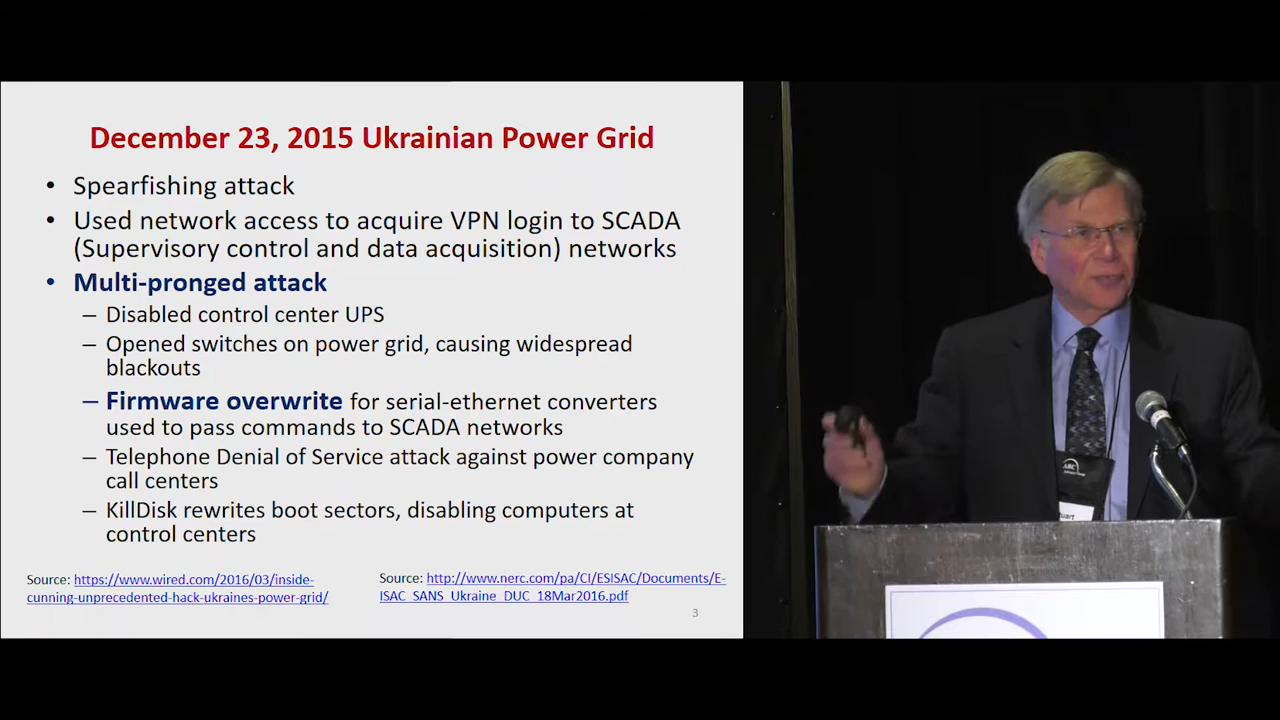 December 23, 2015 Ukrainian Power Grid
• Spearfishing attack
• Used network access to acquire VPN login to SCADA
(Supervisory control and data acquisition) networks
• Multi-pronged attack
– Disabled control center UPS
– Opened switches on power grid, causing widespread
blackouts
– Firmware overwrite for serial-ethernet converters
used to pass commands to SCADA networks
– Telephone Denial of Service attack against power company
call centers
– KillDisk rewrites boot sectors, disabling computers at
control centers
Source: https://www.wired.com/2016/03/inside-
cunning-unprecedented-hack-ukraines-power-grid/
Source: http://www.nerc.com/pa/CI/ESISAC/Documents/E-
ISAC_SANS_Ukraine_DUC_18Mar2016.pdf
3
ARC